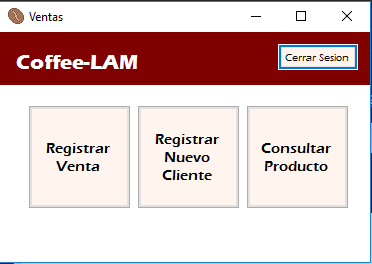 Ventas
Coffee-LAM
Cerrar Sesion
Registrar
Venta
Registrar
Nuevo
Cliente
Consultar
Producto